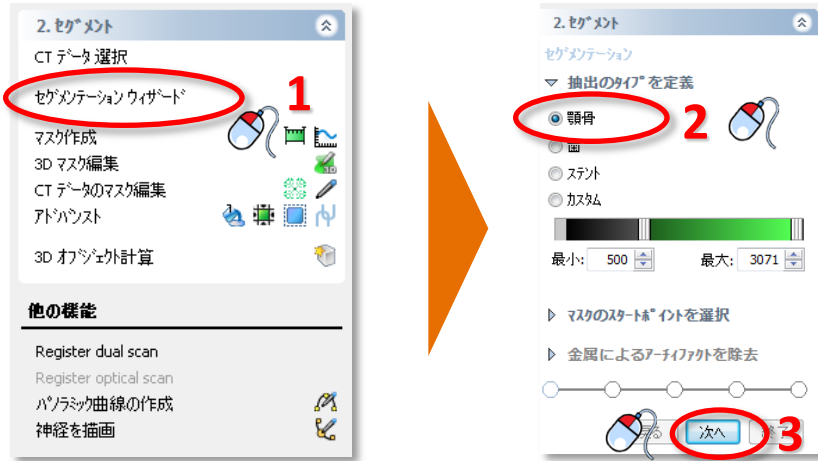 2. セグメント
CT データ選択
セグメンテーション ウィザード
1
マスク作成
3D マスク編集
CT データのマスク編集
アドバンスト
3D オブジェクト計算
他の機能
Register dual scan
Register optical scan
パノラミック曲線の作成
神経を描画
2. セグメント
セグメンテーション
抽出のタイプを定義
顎骨
2
歯
ステント
カスタム
最小: 500 最大: 3071
マスクのスタートポイントを選択
金属によるアーチィファクトを除去
次へ
3